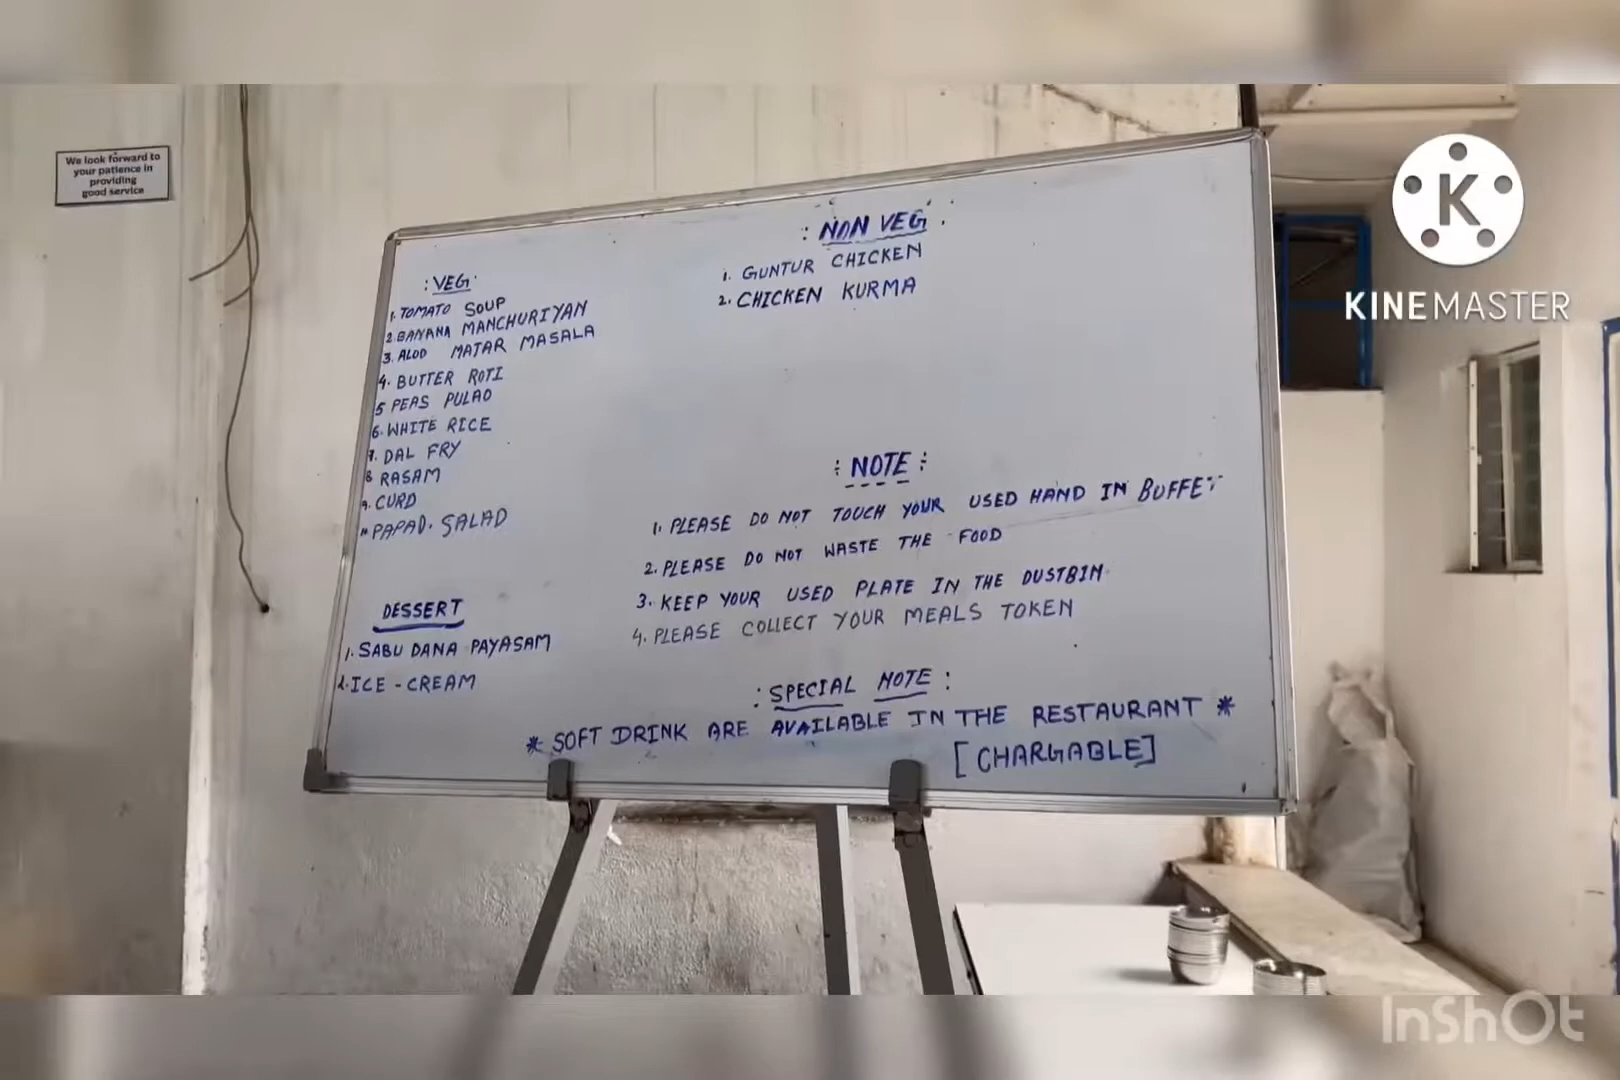 We look forward to
your patience in
providing
good service
: VEG :
1. TOMATO SOUP
2. BANANA MANCHURIYAN
3. ALOO MATAR MASALA
4. BUTTER ROTI
5 PEAS PULAO
6. WHITE RICE
7. DAL FRY
8 RASAM
9. CURD
PAPAD. SALAD
DESSERT
1. SABU DANA PAYASAM
2. ICE - CREAM
: NON VEG :
1. GUNTUR CHICKEN
2. CHICKEN KURMA
: NOTE :
1. PLEASE DO NOT TOUCH YOUR USED HAND IN BUFFET
2. PLEASE DO NOT WASTE THE FOOD
3. KEEP YOUR USED PLATE IN THE DUSTBIN
4. PLEASE COLLECT YOUR MEALS TOKEN
: SPECIAL NOTE :
* SOFT DRINK ARE AVAILABLE IN THE RESTAURANT *
[CHARGABLE]
K
KINEMASTER
InShOt